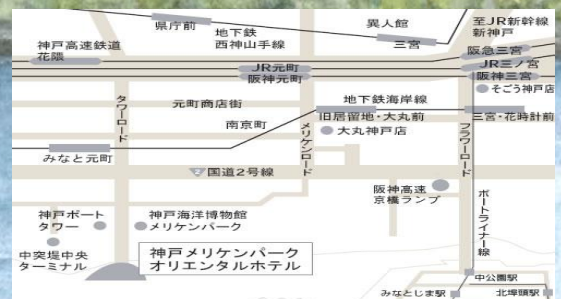 県庁前
地下鉄
西神山手線
異人館
三宮
至JR新幹線
新神戸
神戸高速鉄道
花隈
阪急三宮
JR元町
阪神元町
JR三ノ宮
阪神三宮
そごう神戸店
タワーロード
元町商店街
地下鉄海岸線
南京町
メリケンロード
旧居留地・大丸前
大丸神戸店
フラワーロード
三宮・花時計前
みなと元町
2
国道2号線
阪神高速
京橋ランプ
ポートライナー線
神戸ポート
タワー
神戸海洋博物館
メリケンパーク
中突堤中央
ターミナル
神戸メリケンパーク
オリエンタルホテル
中公園駅
みなとじま駅
北埠頭駅